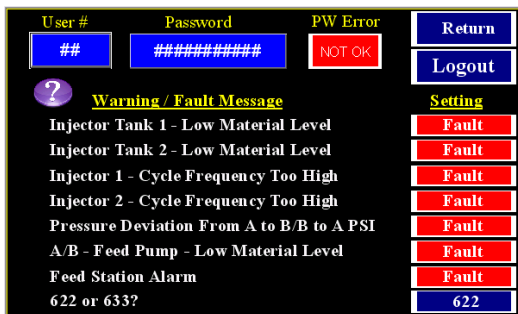 User # Password PW Error Return
## ########### NOT OK
Logout
?
Warning / Fault Message Setting
Injector Tank 1 - Low Material Level Fault
Injector Tank 2 - Low Material Level Fault
Injector 1 - Cycle Frequency Too High Fault
Injector 2 - Cycle Frequency Too High Fault
Pressure Deviation From A to B/B to A PSI Fault
A/B - Feed Pump - Low Material Level Fault
Feed Station Alarm Fault
622 or 633? 622